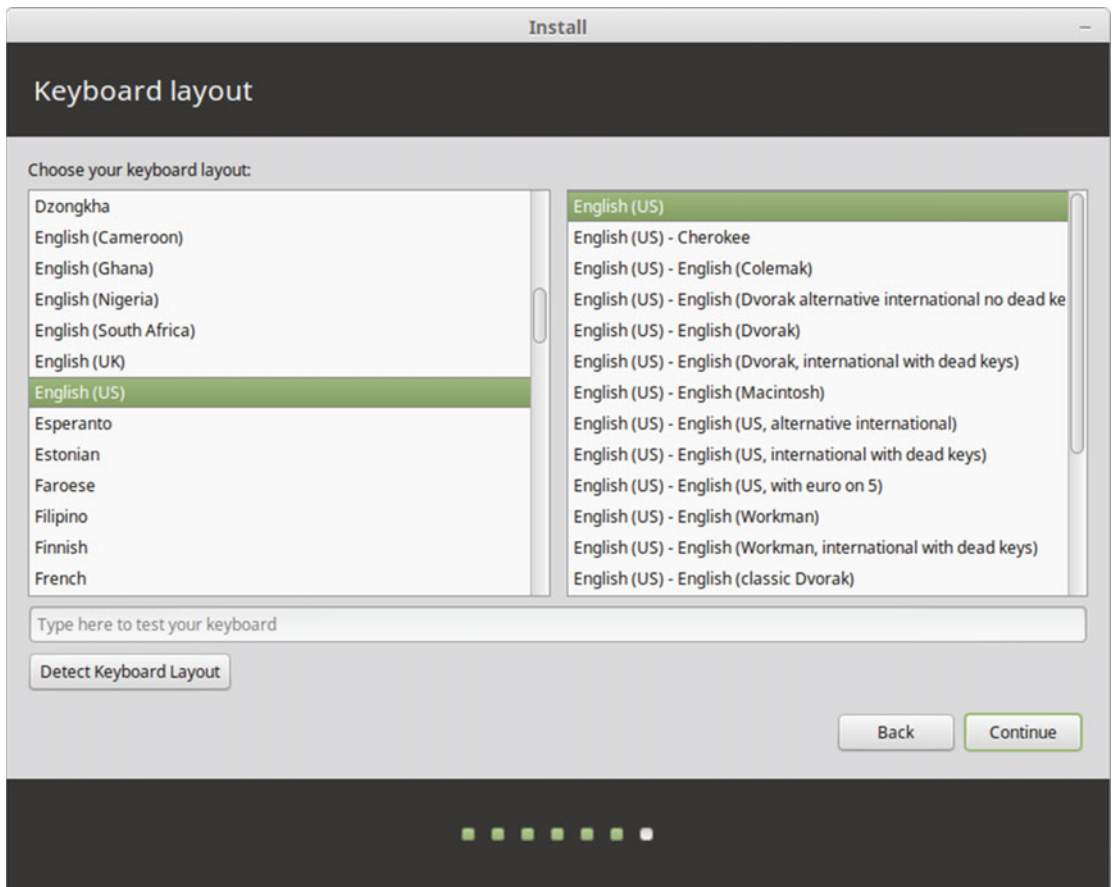 Install
Keyboard layout
Choose your keyboard layout:
Dzongkha
English (Cameroon)
English (Ghana)
English (Nigeria)
English (South Africa)
English (UK)
English (US)
Esperanto
Estonian
Faroese
Filipino
Finnish
French
English (US)
English (US) - Cherokee
English (US) - English (Colemak)
English (US) - English (Dvorak alternative international no dead ke
English (US) - English (Dvorak)
English (US) - English (Dvorak, international with dead keys)
English (US) - English (Macintosh)
English (US) - English (US, alternative international)
English (US) - English (US, international with dead keys)
English (US) - English (US, with euro on 5)
English (US) - English (Workman)
English (US) - English (Workman, international with dead keys)
English (US) - English (classic Dvorak)
Type here to test your keyboard
Detect Keyboard Layout
Back
Continue